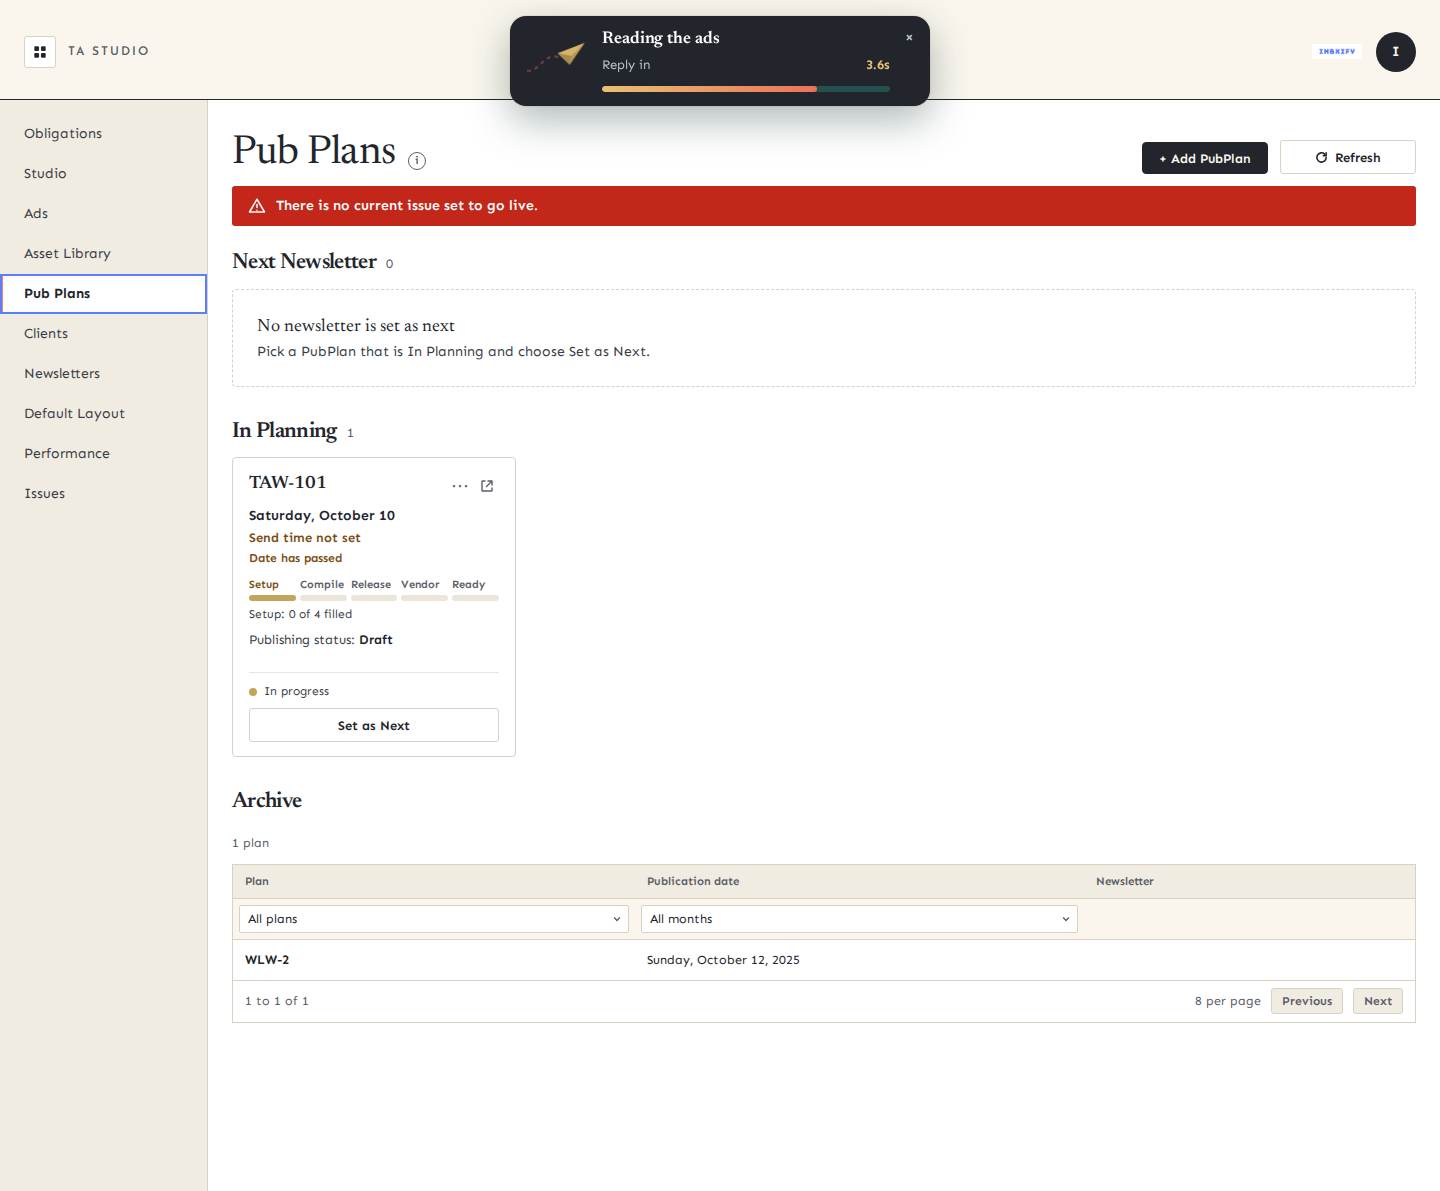 TA STUDIO
Reading the ads
×
Reply in
3.6s
INBXIFY
I
Obligations
Studio
Ads
Asset Library
Pub Plans
Clients
Newsletters
Default Layout
Performance
Issues
Pub Plans
i
+ Add PubPlan
Refresh
There is no current issue set to go live.
Next Newsletter 0
No newsletter is set as next
Pick a PubPlan that is In Planning and choose Set as Next.
In Planning 1
TAW-101
Saturday, October 10
Send time not set
Date has passed
Setup Compile Release Vendor Ready
Setup: 0 of 4 filled
Publishing status: Draft
In progress
Set as Next
Archive
1 plan
Plan Publication date Newsletter
All plans All months
WLW-2 Sunday, October 12, 2025
1 to 1 of 1 8 per page Previous Next